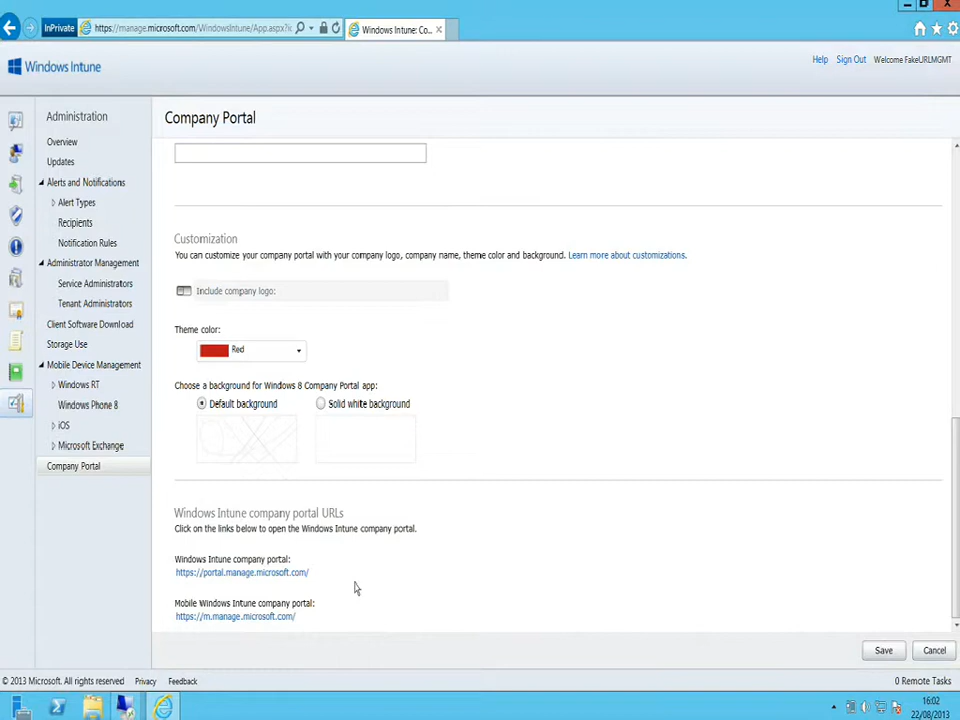 InPrivate
https://manage.microsoft.com/WindowsIntune/App.aspx?i
Windows Intune: Co...
Windows Intune
Help Sign Out Welcome FakeURLMGMT
Administration
Overview
Updates
Alerts and Notifications
Alert Types
Recipients
Notification Rules
Administrator Management
Service Administrators
Tenant Administrators
Client Software Download
Storage Use
Mobile Device Management
Windows RT
Windows Phone 8
iOS
Microsoft Exchange
Company Portal
Company Portal
Customization
You can customize your company portal with your company logo, company name, theme color and background. Learn more about customizations.
Include company logo:
Theme color:
Red
Choose a background for Windows 8 Company Portal app:
Default background Solid white background
Windows Intune company portal URLs
Click on the links below to open the Windows Intune company portal.
Windows Intune company portal:
https://portal.manage.microsoft.com/
Mobile Windows Intune company portal:
https://m.manage.microsoft.com/
Save Cancel
© 2013 Microsoft. All rights reserved Privacy Feedback 0 Remote Tasks
16:02
22/08/2013